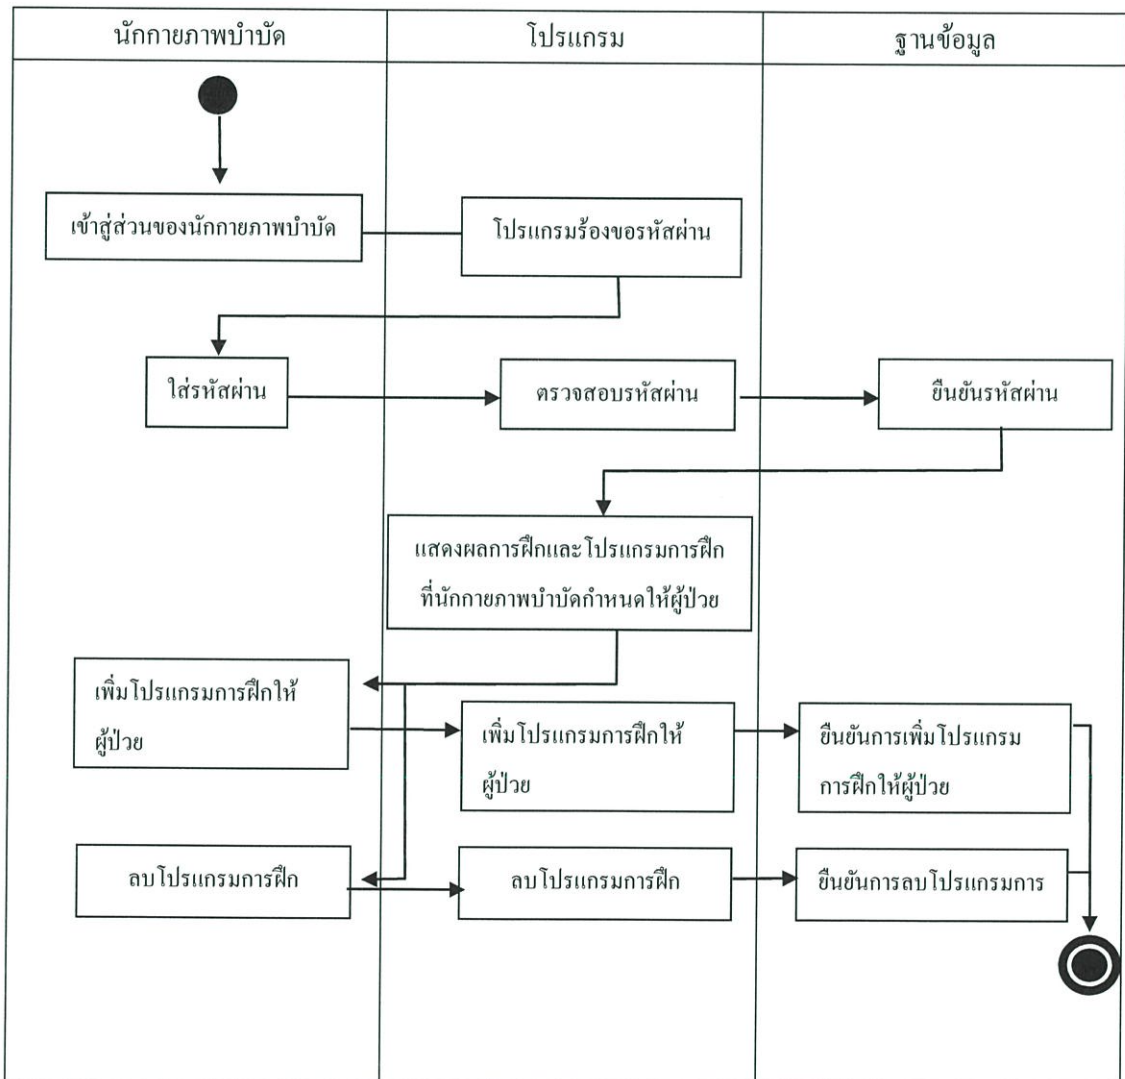 นักกายภาพบำบัด
โปรแกรม
ฐานข้อมูล
เข้าสู่ส่วนของนักกายภาพบำบัด
โปรแกรมร้องขอรหัสผ่าน
ใส่รหัสผ่าน
ตรวจสอบรหัสผ่าน
ยืนยันรหัสผ่าน
แสดงผลการฝึกและโปรแกรมการฝึก
ที่นักกายภาพบำบัดกำหนดให้ผู้ป่วย
เพิ่มโปรแกรมการฝึกให้
ผู้ป่วย
เพิ่มโปรแกรมการฝึกให้
ผู้ป่วย
ยืนยันการเพิ่มโปรแกรม
การฝึกให้ผู้ป่วย
ลบโปรแกรมการฝึก
ลบโปรแกรมการฝึก
ยืนยันการลบโปรแกรมการ